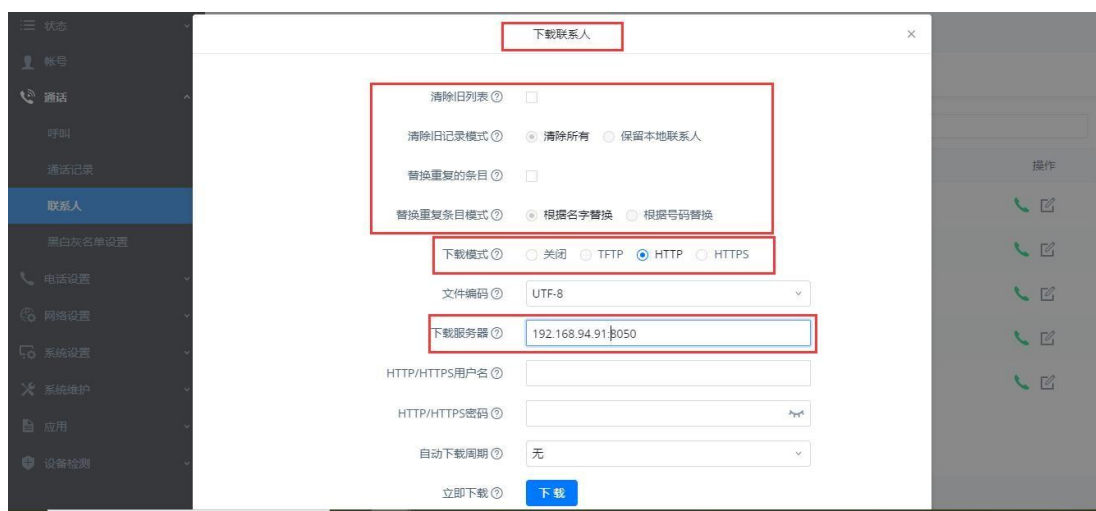 状态
下载联系人
帐号
通话
清除旧列表
呼叫
清除旧记录模式 清除所有 保留本地联系人
通话记录
替换重复的条目
操作
联系人
替换重复条目模式 根据名字替换 根据号码替换
黑白灰名单设置
下载模式 关闭 TFTP HTTP HTTPS
电话设置
文件编码 UTF-8
网络设置
下载服务器 192.168.94.91:8050
系统设置
HTTP/HTTPS用户名
系统维护
HTTP/HTTPS密码
应用
自动下载周期 无
设备检测
立即下载 下载